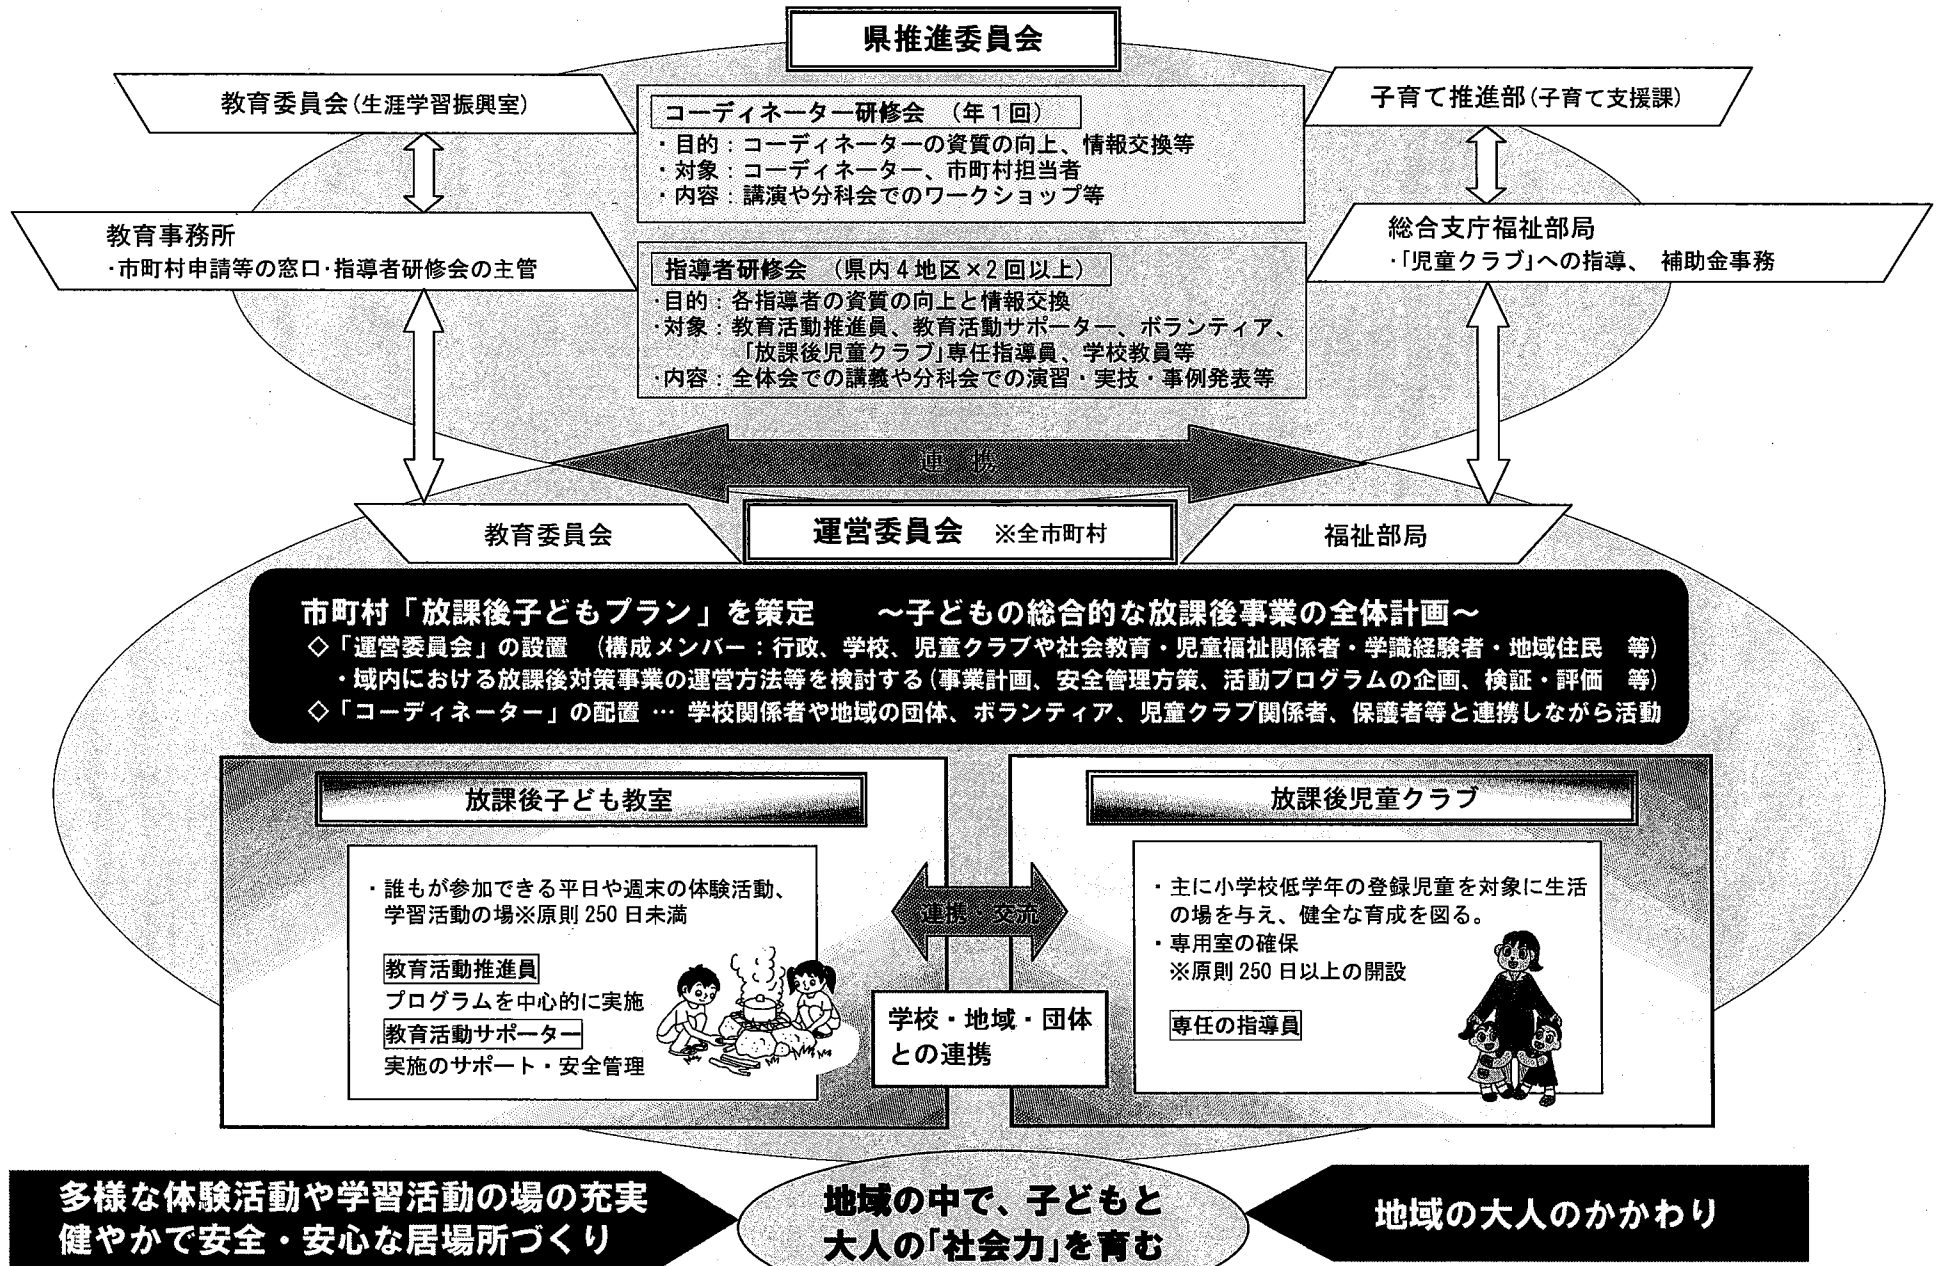 県推進委員会
教育委員会(生涯学習振興室)
子育て推進部(子育て支援課)
コーディネーター研修会 (年1回)
・目的:コーディネーターの資質の向上、情報交換等
・対象:コーディネーター、市町村担当者
・内容:講演や分科会でのワークショップ等
教育事務所
・市町村申請等の窓口・指導者研修会の主管
総合支庁福祉部局
・「児童クラブ」への指導、 補助金事務
指導者研修会 (県内4地区×2回以上)
・目的:各指導者の資質の向上と情報交換
・対象:教育活動推進員、教育活動サポーター、ボランティア、
「放課後児童クラブ」専任指導員、学校教員等
・内容:全体会での講義や分科会での演習・実技・事例発表等
連 携
教育委員会
運営委員会 ※全市町村
福祉部局
市町村「放課後子どもプラン」を策定 ～子どもの総合的な放課後事業の全体計画～
◇「運営委員会」の設置 (構成メンバー:行政、学校、児童クラブや社会教育・児童福祉関係者・学識経験者・地域住民 等)
・域内における放課後対策事業の運営方法等を検討する(事業計画、安全管理方策、活動プログラムの企画、検証・評価 等)
◇「コーディネーター」の配置 … 学校関係者や地域の団体、ボランティア、児童クラブ関係者、保護者等と連携しながら活動
放課後子ども教室
・誰もが参加できる平日や週末の体験活動、
学習活動の場※原則250日未満
教育活動推進員
プログラムを中心的に実施
教育活動サポーター
実施のサポート・安全管理
連携・交流
学校・地域・団体
との連携
放課後児童クラブ
・主に小学校低学年の登録児童を対象に生活
の場を与え、健全な育成を図る。
・専用室の確保
※原則250日以上の開設
専任の指導員
多様な体験活動や学習活動の場の充実
健やかで安全・安心な居場所づくり
地域の中で、子どもと
大人の「社会力」を育む
地域の大人のかかわり